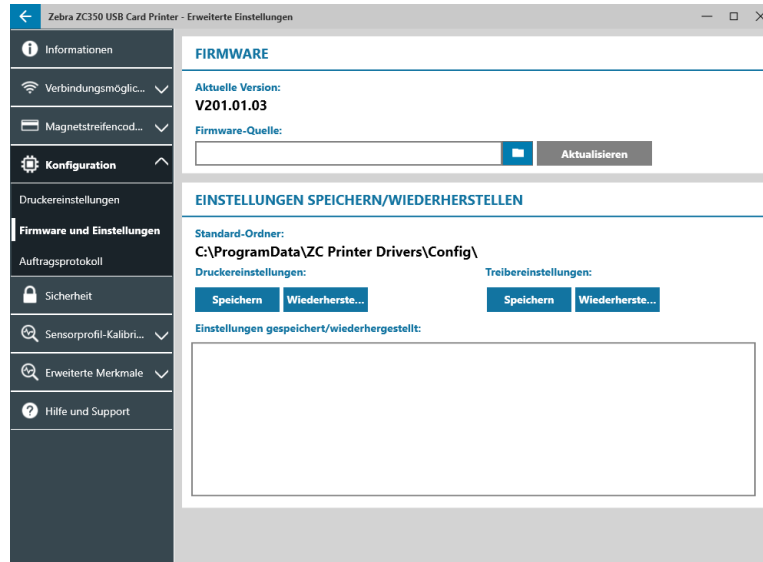 Zebra ZC350 USB Card Printer - Erweiterte Einstellungen
Informationen
Verbindungsmöglic...
Magnetstreifencod...
Konfiguration
Druckereinstellungen
Firmware und Einstellungen
Auftragsprotokoll
Sicherheit
Sensorprofil-Kalibri...
Erweiterte Merkmale
Hilfe und Support
FIRMWARE
Aktuelle Version:
V201.01.03
Firmware-Quelle:
Aktualisieren
EINSTELLUNGEN SPEICHERN/WIEDERHERSTELLEN
Standard-Ordner:
C:\ProgramData\ZC Printer Drivers\Config\
Druckereinstellungen: Treibereinstellungen:
Speichern Wiederherste... Speichern Wiederherste...
Einstellungen gespeichert/wiederhergestellt: